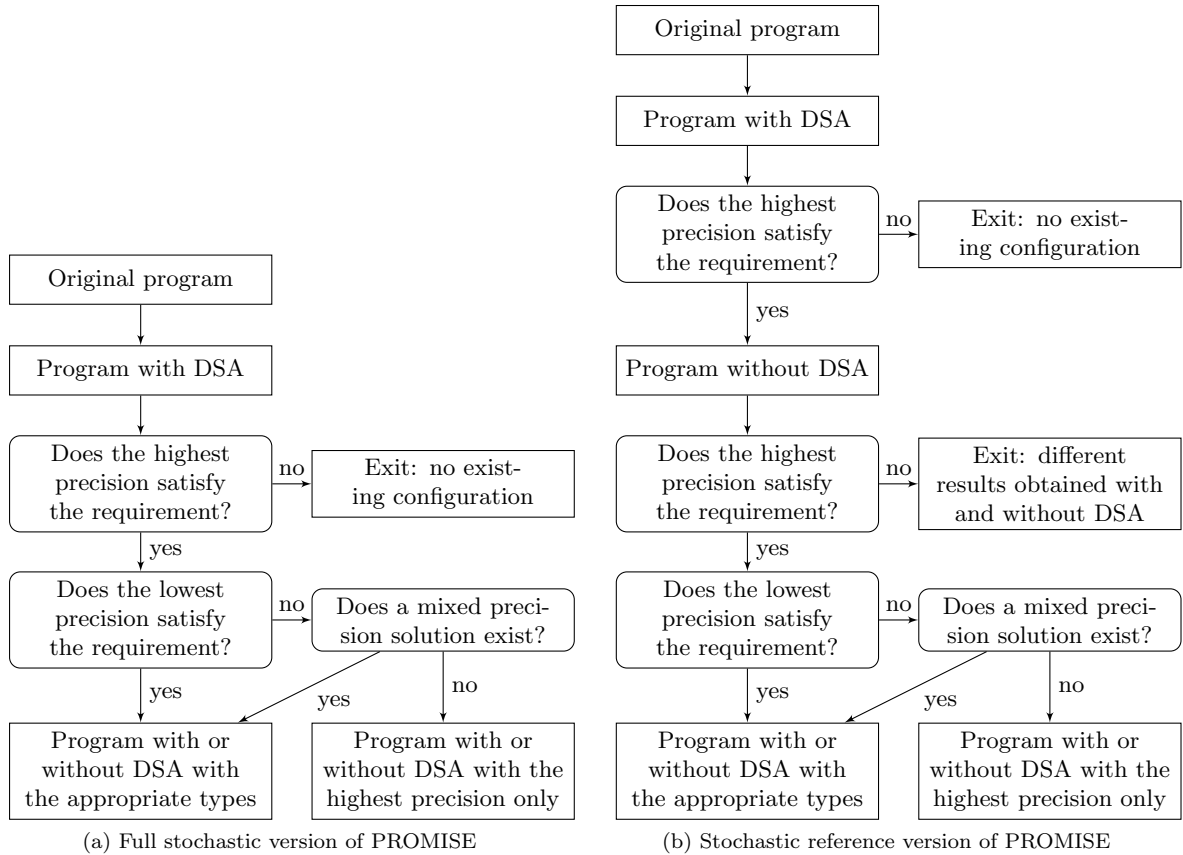 Original program
Program with DSA
Does the highest
precision satisfy
the requirement?
no
Exit: no exist-
ing configuration
yes
Does the lowest
precision satisfy
the requirement?
no
Does a mixed preci-
sion solution exist?
yes
yes
no
Program with or
without DSA with
the appropriate types
Program with or
without DSA with the
highest precision only
(a) Full stochastic version of PROMISE
Original program
Program with DSA
Does the highest
precision satisfy
the requirement?
no
Exit: no exist-
ing configuration
yes
Program without DSA
Does the highest
precision satisfy
the requirement?
no
Exit: different
results obtained with
and without DSA
yes
Does the lowest
precision satisfy
the requirement?
no
Does a mixed preci-
sion solution exist?
yes
yes
no
Program with or
without DSA with
the appropriate types
Program with or
without DSA with the
highest precision only
(b) Stochastic reference version of PROMISE